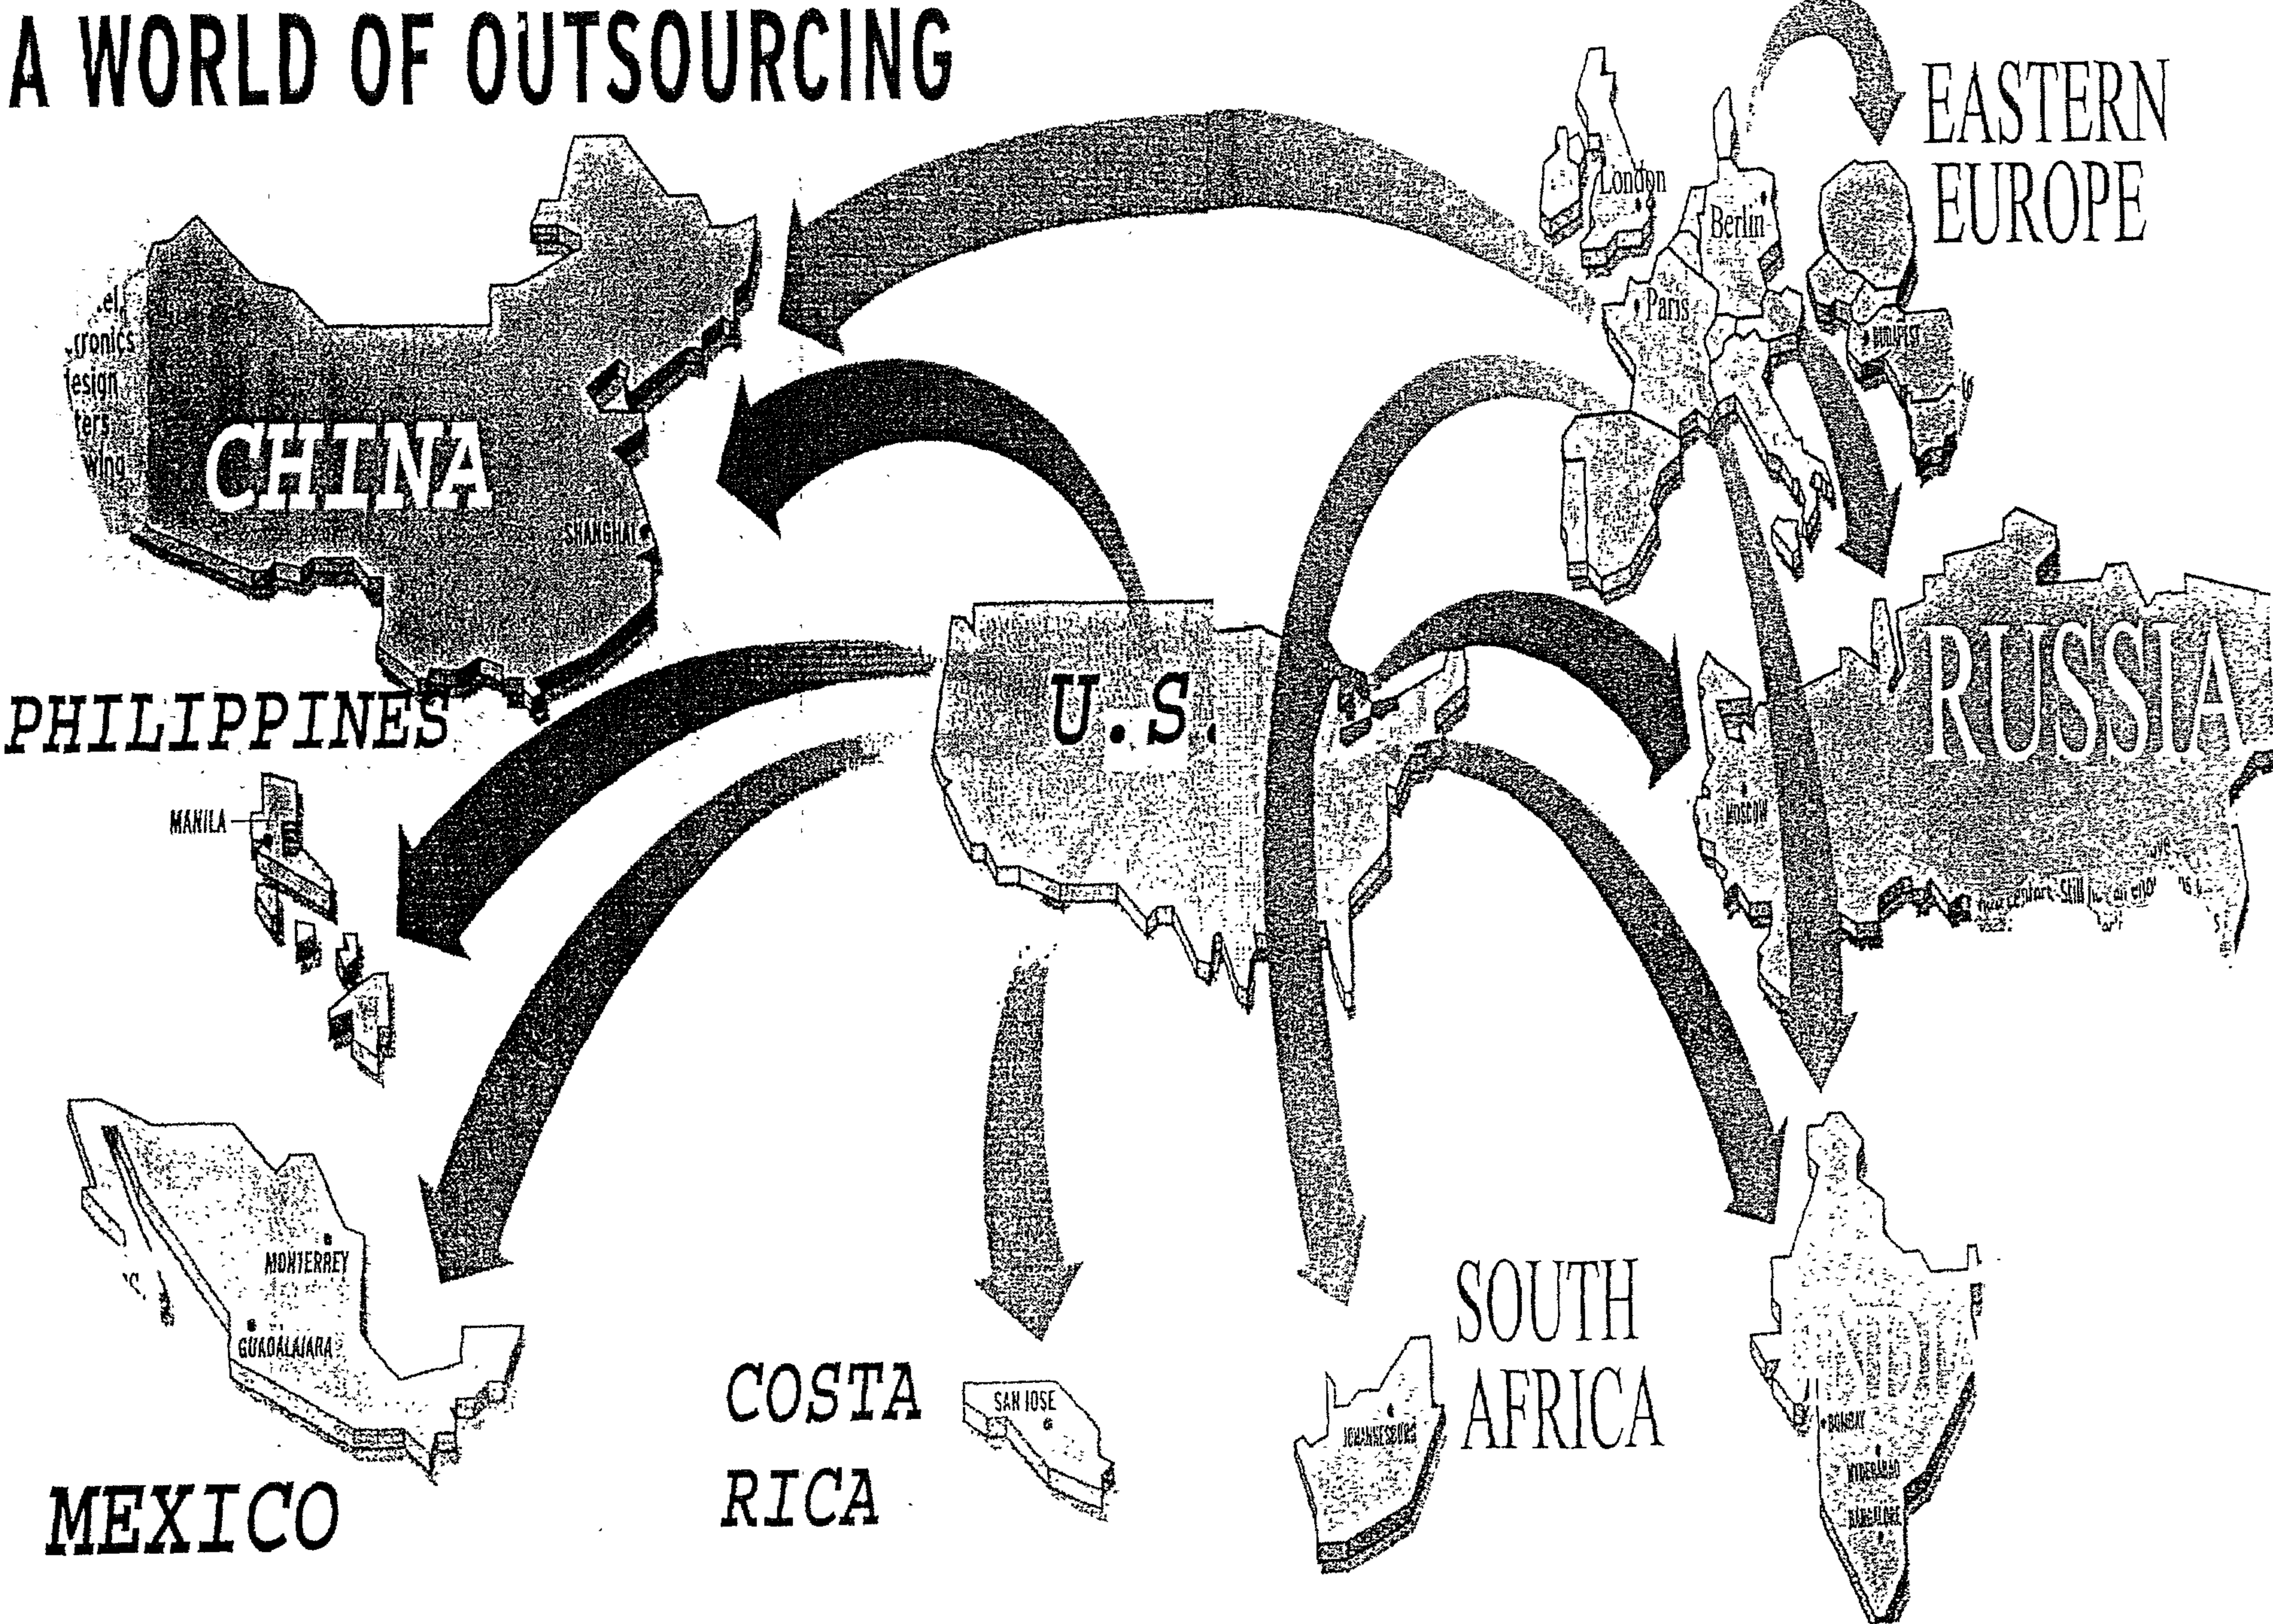 A WORLD OF OUTSOURCING
EASTERN
EUROPE
London
Berlin
Paris
BUDAPEST
CHINA
SHANGHAI
U.S.
RUSSIA
MOSCOW
PHILIPPINES
MANILA
MONTERREY
GUADALAJARA
MEXICO
COSTA
RICA
SAN JOSE
SOUTH
AFRICA
JOHANNESBURG
BOMBAY
HYDERABAD
BANGALORE